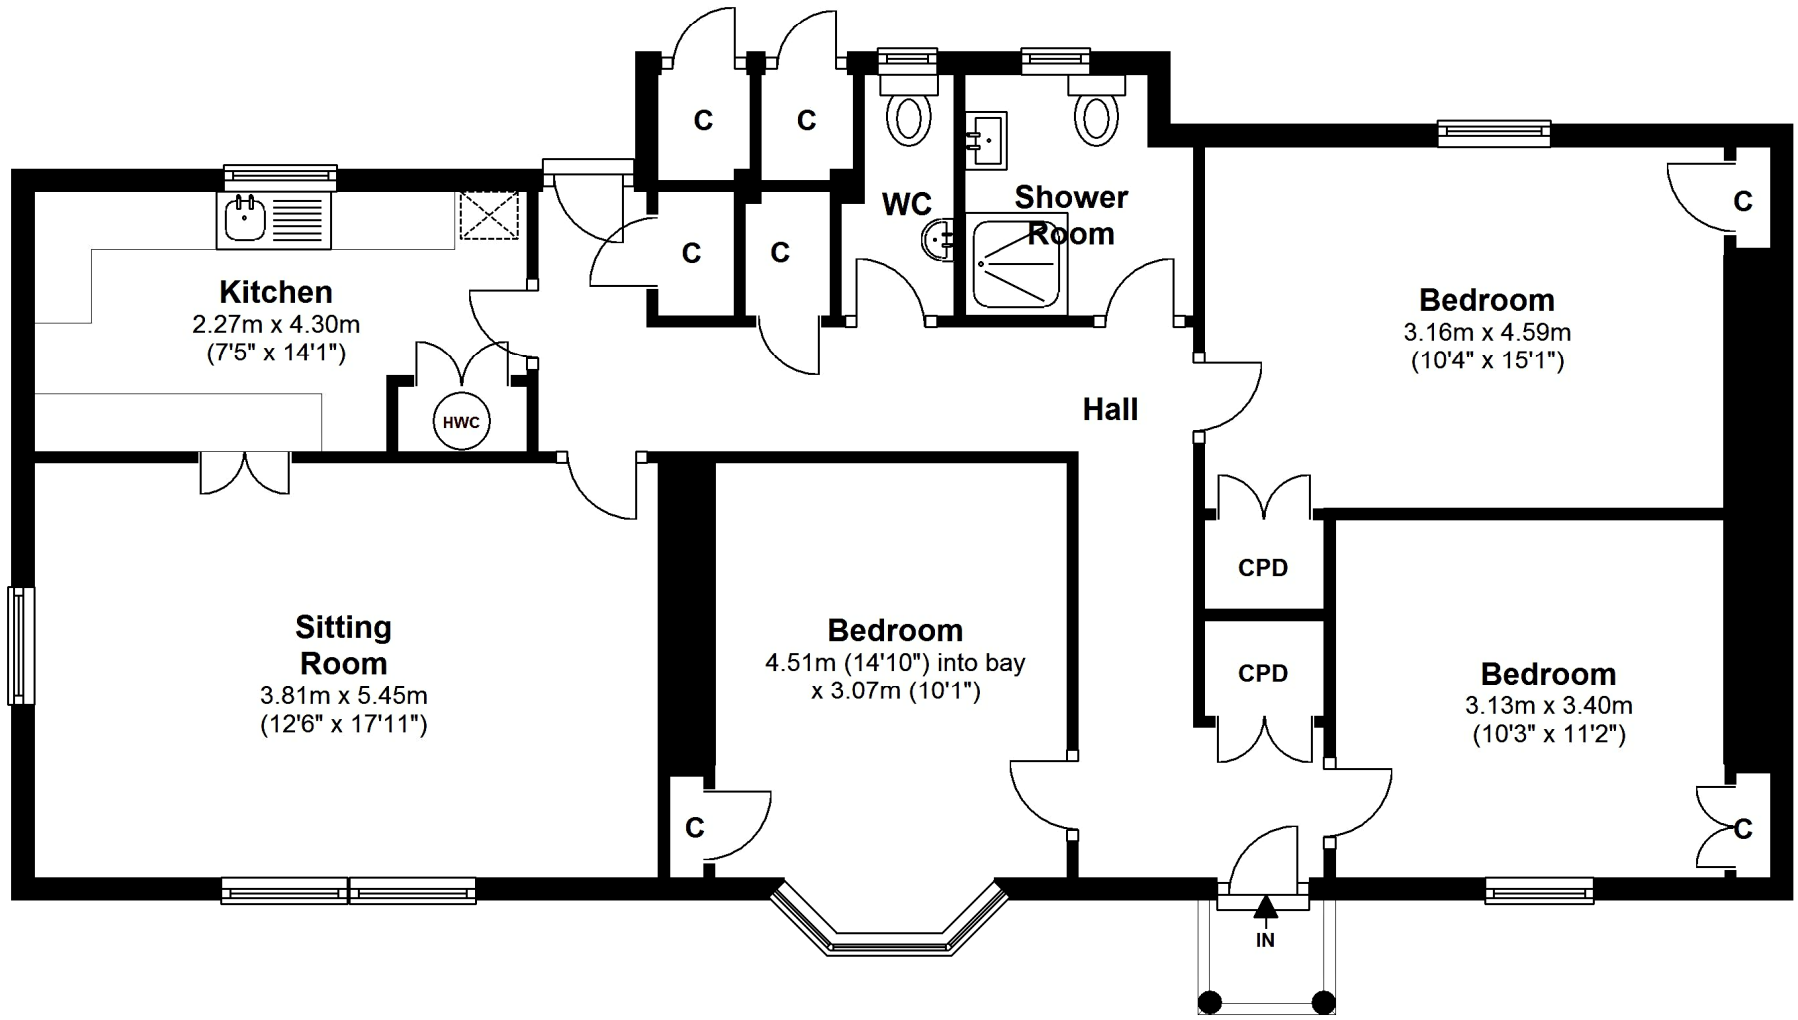 C
C
WC
Shower
Room
C
C
C
Kitchen
2.27m x 4.30m
(7'5" x 14'1")
HWC
Hall
Bedroom
3.16m x 4.59m
(10'4" x 15'1")
CPD
CPD
Sitting
Room
3.81m x 5.45m
(12'6" x 17'11")
Bedroom
4.51m (14'10") into bay
x 3.07m (10'1")
Bedroom
3.13m x 3.40m
(10'3" x 11'2")
C
C
IN